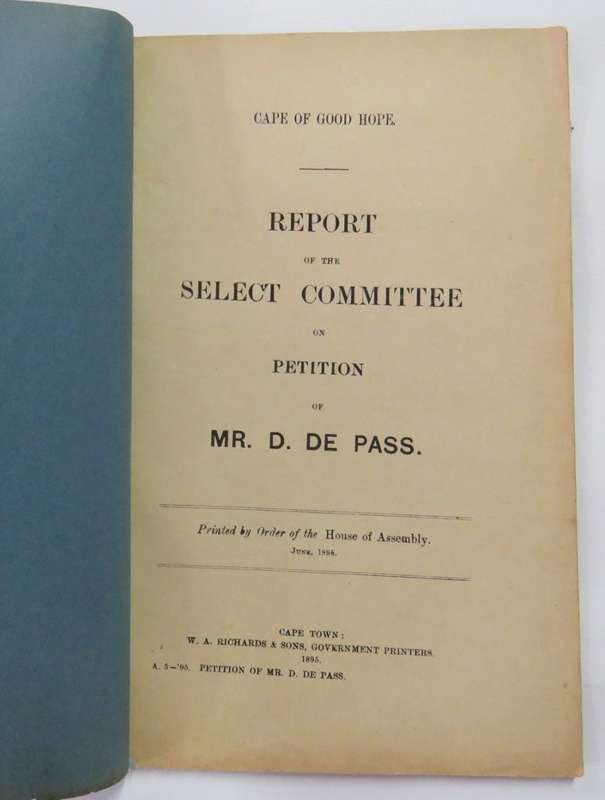 CAPE OF GOOD HOPE.
REPORT
OF THE
SELECT COMMITTEE
ON
PETITION
OF
MR. D. DE PASS.
Printed by Order of the House of Assembly.
JUNE, 1895.
CAPE TOWN:
W. A. RICHARDS & SONS, GOVERNMENT PRINTERS.
1895.
A. 5—'95. PETITION OF MR. D. DE PASS.